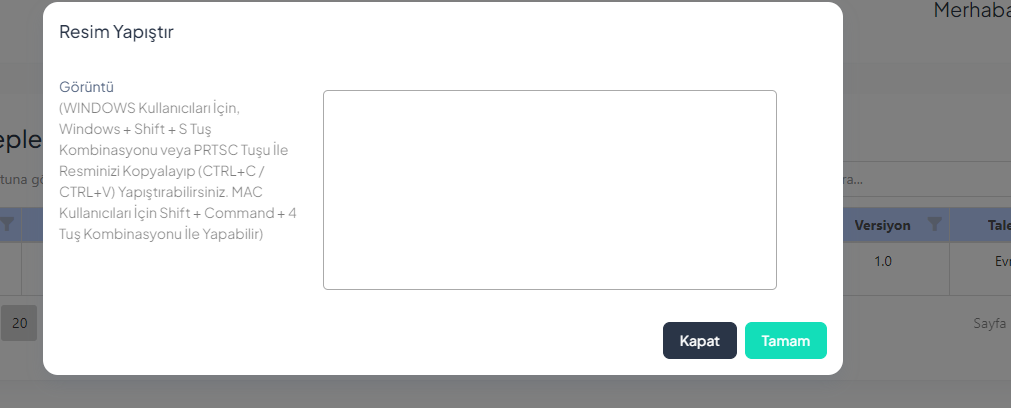 Merhaba
Resim Yapıştır
Görüntü
(WINDOWS Kullanıcıları İçin,
Windows + Shift + S Tuş
Kombinasyonu veya PRTSC Tuşu İle
Resminizi Kopyalayıp (CTRL+C /
CTRL+V) Yapıştırabilirsiniz. MAC
Kullanıcıları İçin Shift + Command + 4
Tuş Kombinasyonu İle Yapabilir)
eple
tuna gö
ra...
Versiyon
Tale
1.0
Evr
20
Sayfa
Kapat
Tamam